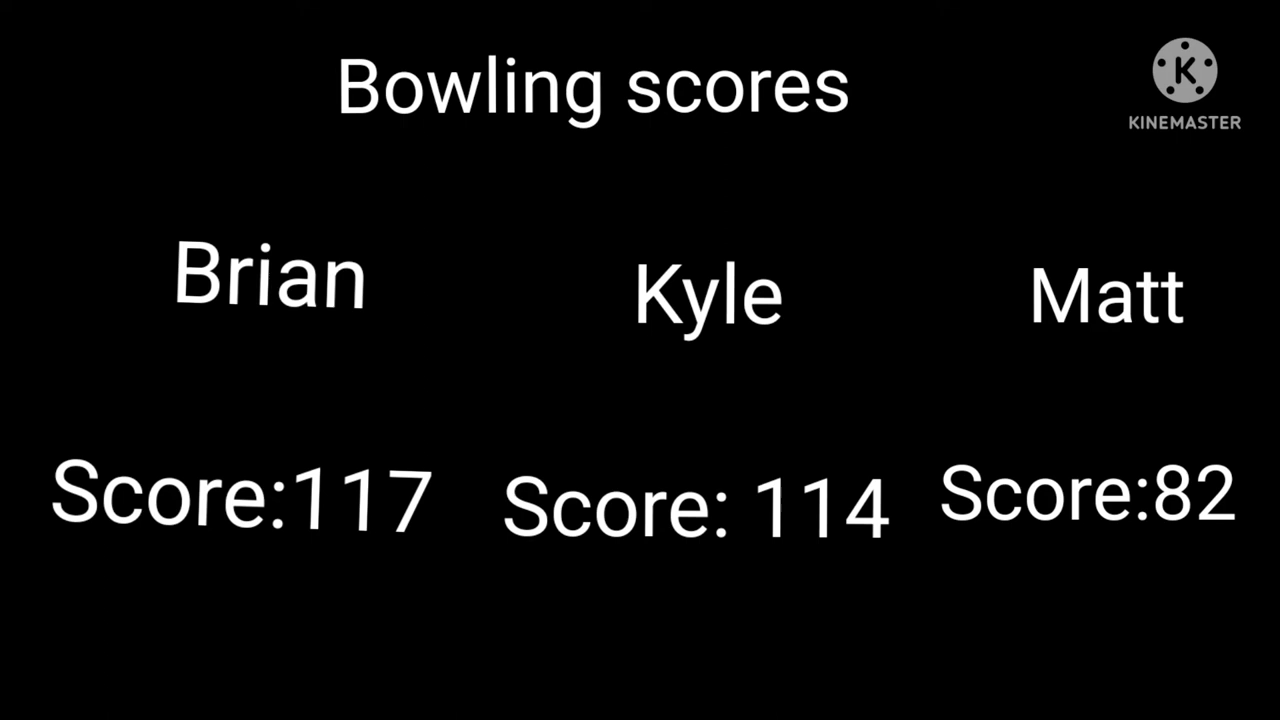 Bowling scores
K
KINEMASTER
Brian
Kyle
Matt
Score:117
Score: 114
Score:82